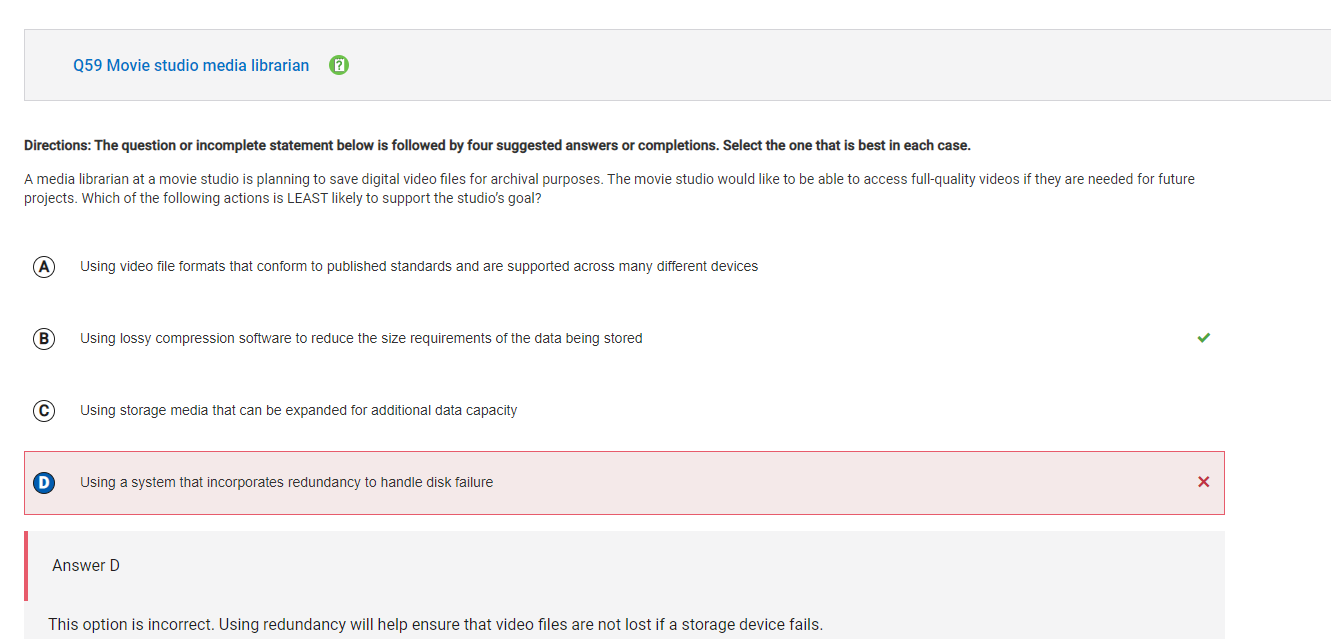 Q59 Movie studio media librarian
Directions: The question or incomplete statement below is followed by four suggested answers or completions. Select the one that is best in each case.
A media librarian at a movie studio is planning to save digital video files for archival purposes. The movie studio would like to be able to access full-quality videos if they are needed for future
projects. Which of the following actions is LEAST likely to support the studio's goal?
A Using video file formats that conform to published standards and are supported across many different devices
B Using lossy compression software to reduce the size requirements of the data being stored
C Using storage media that can be expanded for additional data capacity
D Using a system that incorporates redundancy to handle disk failure
Answer D
This option is incorrect. Using redundancy will help ensure that video files are not lost if a storage device fails.